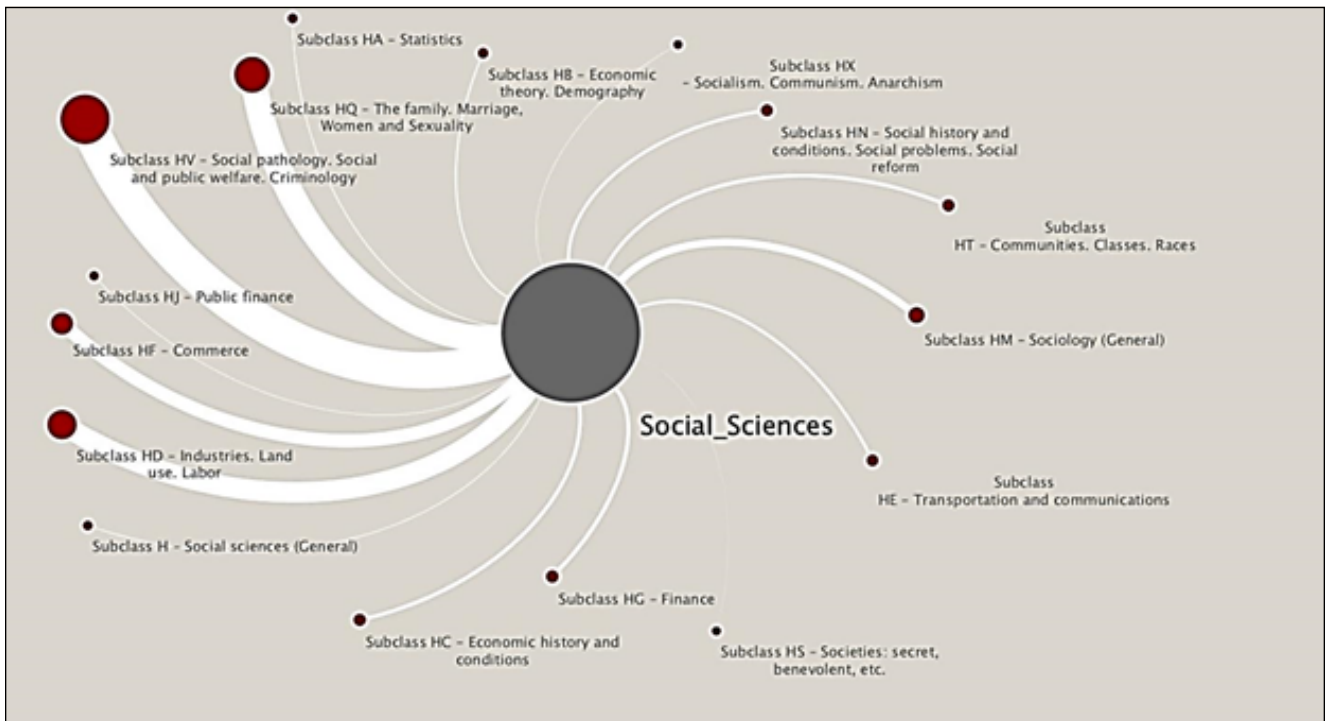 Subclass HA - Statistics
Subclass HB - Economic
theory. Demography
Subclass HX
- Socialism. Communism. Anarchism
Subclass HQ - The family. Marriage,
Women and Sexuality
Subclass HN - Social history and
conditions. Social problems. Social
reform
Subclass HV - Social pathology. Social
and public welfare. Criminology
Subclass
HT - Communities. Classes. Races
Subclass HJ - Public finance
Subclass HF - Commerce
Subclass HM - Sociology (General)
Social_Sciences
Subclass HD - Industries. Land
use. Labor
Subclass
HE - Transportation and communications
Subclass H - Social sciences (General)
Subclass HG - Finance
Subclass HC - Economic history and
conditions
Subclass HS - Societies: secret,
benevolent, etc.